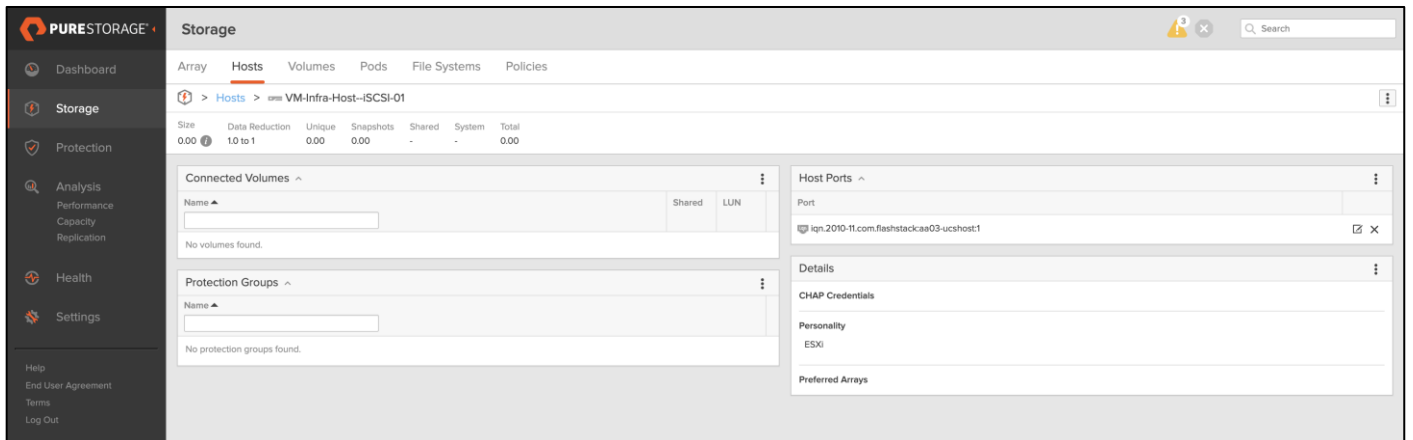 PURESTORAGE®
Storage
3
Search
Dashboard
Storage
Protection
Analysis
Performance
Capacity
Replication
Health
Settings
Help
End User Agreement
Terms
Log Out
Array Hosts Volumes Pods File Systems Policies
> Hosts > VM-Infra-Host--iSCSI-01
Size Data Reduction Unique Snapshots Shared System Total
0.00 1.0 to 1 0.00 0.00 - - 0.00
Connected Volumes
Name Shared LUN
No volumes found.
Protection Groups
Name
No protection groups found.
Host Ports
Port
iqn.2010-11.com.flashstack:aa03-ucshost:1
Details
CHAP Credentials
Personality
ESXi
Preferred Arrays